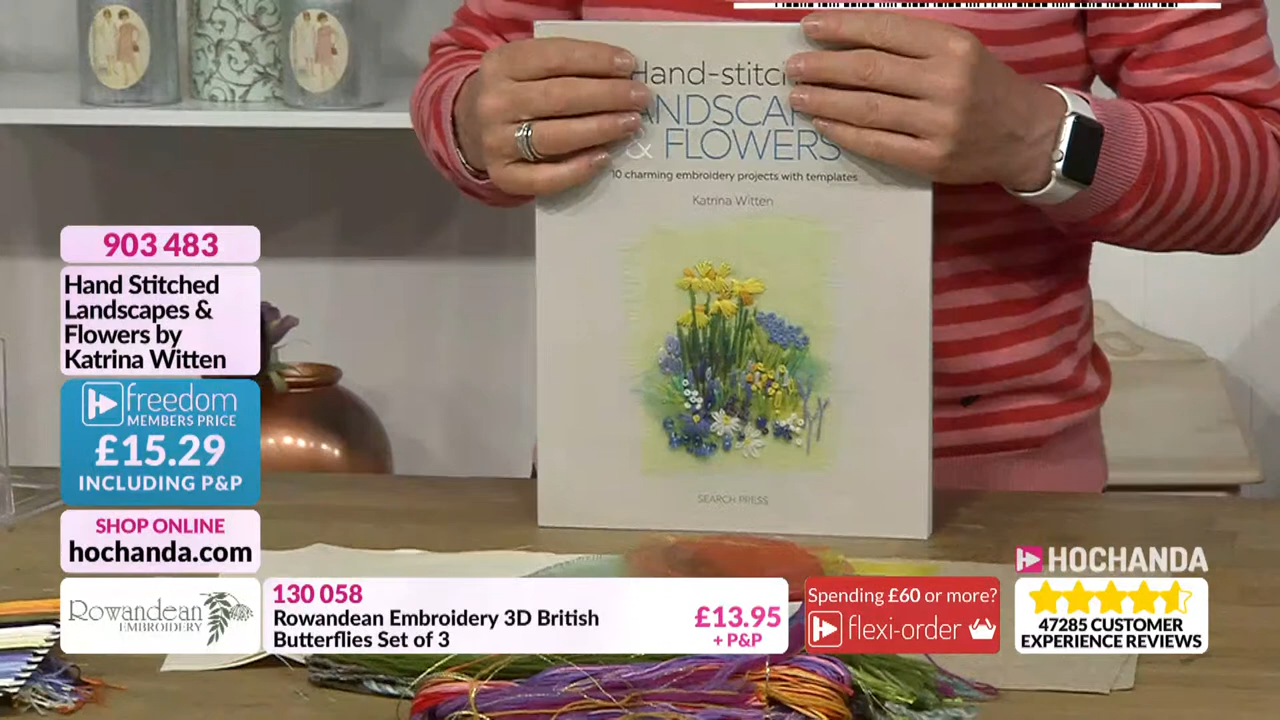 Hand-stitc
ANDSCAP
& FLOWERS
10 charming embroidery projects with templates
Katrina Witten
SEARCH PRESS
903 483
Hand Stitched
Landscapes &
Flowers by
Katrina Witten
freedom
MEMBERS PRICE
£15.29
INCLUDING P&P
SHOP ONLINE
hochanda.com
Rowandean
EMBROIDERY
130 058
Rowandean Embroidery 3D British
Butterflies Set of 3
£13.95
+ P&P
Spending £60 or more?
flexi-order
HOCHANDA
47285 CUSTOMER
EXPERIENCE REVIEWS